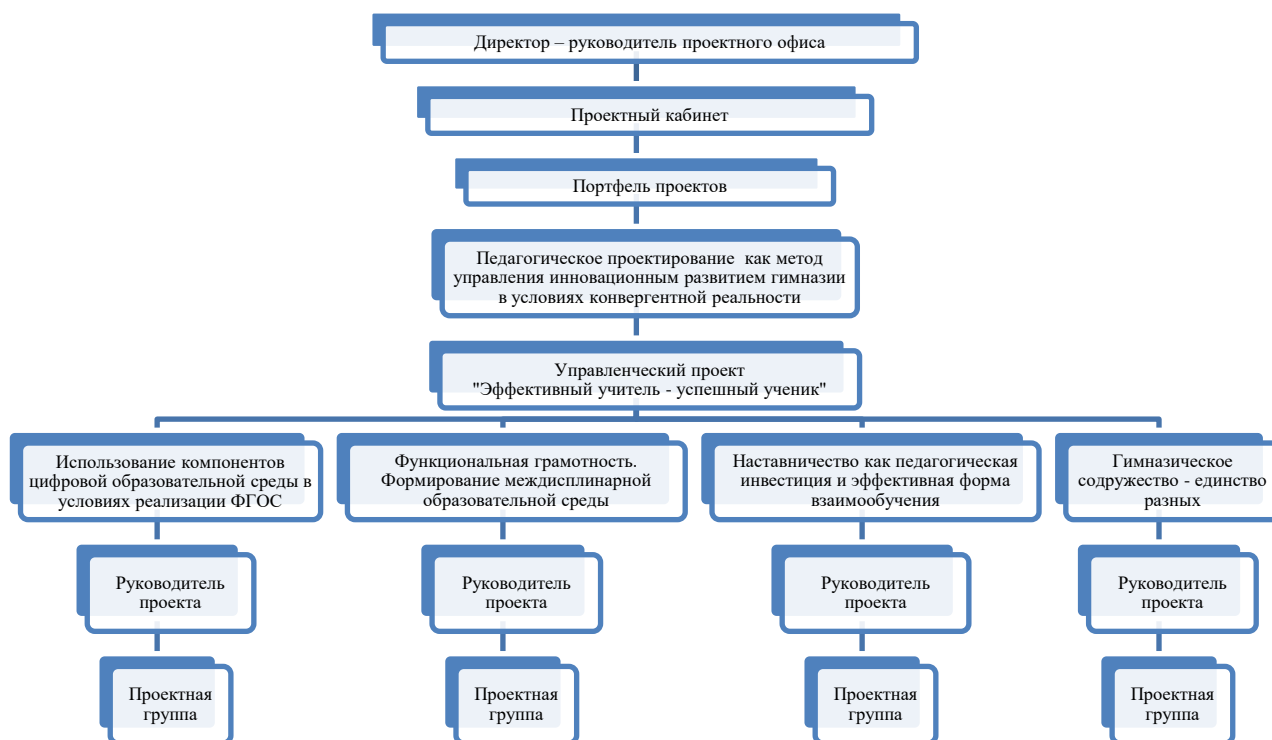 Директор – руководитель проектного офиса
Проектный кабинет
Портфель проектов
Педагогическое проектирование как метод
управления инновационным развитием гимназии
в условиях конвергентной реальности
Управленческий проект
"Эффективный учитель - успешный ученик"
Использование компонентов
цифровой образовательной среды в
условиях реализации ФГОС
Функциональная грамотность.
Формирование междисплинарной
образовательной среды
Наставничество как педагогическая
инвестиция и эффективная форма
взаимообучения
Гимназическое
содружество - единство
разных
Руководитель
проекта
Руководитель
проекта
Руководитель
проекта
Руководитель
проекта
Проектная
группа
Проектная
группа
Проектная
группа
Проектная
группа